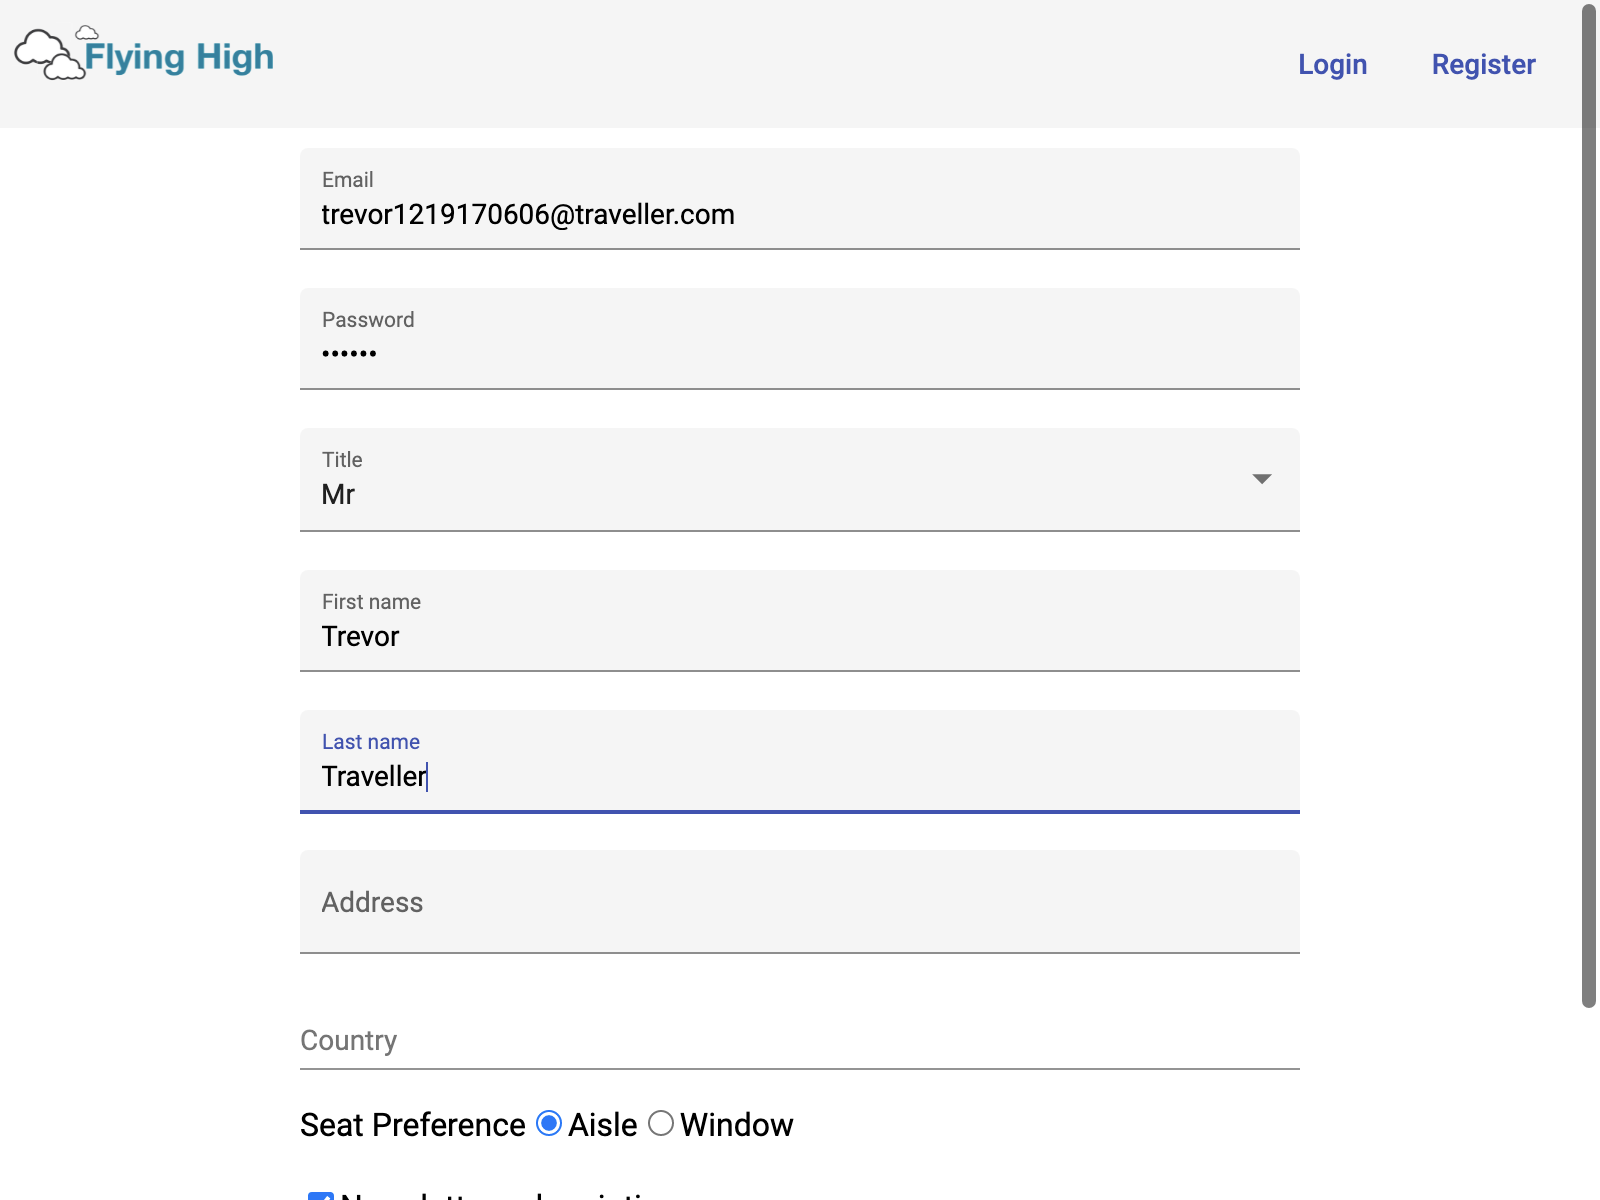 Flying High
Login
Register
Email
trevor1219170606@traveller.com
Password
••••••
Title
Mr
First name
Trevor
Last name
Traveller
Address
Country
Seat Preference Aisle Window